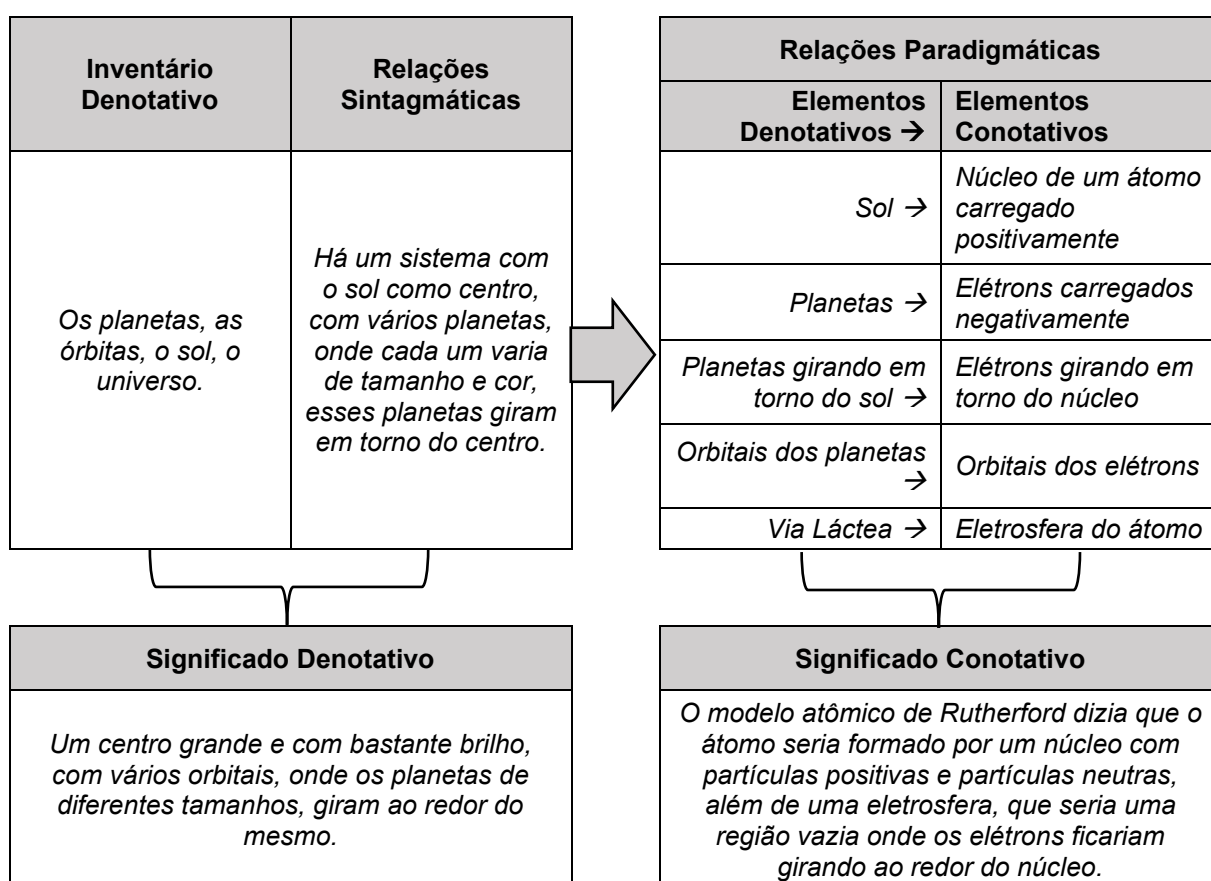 Inventário
Denotativo
Relações
Sintagmáticas
Os planetas, as
órbitas, o sol, o
universo.
Há um sistema com
o sol como centro,
com vários planetas,
onde cada um varia
de tamanho e cor,
esses planetas giram
em torno do centro.
Relações Paradigmáticas
Elementos
Denotativos →
Elementos
Conotativos
Sol →
Núcleo de um átomo
carregado
positivamente
Planetas →
Elétrons carregados
negativamente
Planetas girando em
torno do sol →
Elétrons girando em
torno do núcleo
Orbitais dos planetas
→
Orbitais dos elétrons
Via Láctea →
Eletrosfera do átomo
Significado Denotativo
Um centro grande e com bastante brilho,
com vários orbitais, onde os planetas de
diferentes tamanhos, giram ao redor do
mesmo.
Significado Conotativo
O modelo atômico de Rutherford dizia que o
átomo seria formado por um núcleo com
partículas positivas e partículas neutras,
além de uma eletrosfera, que seria uma
região vazia onde os elétrons ficariam
girando ao redor do núcleo.